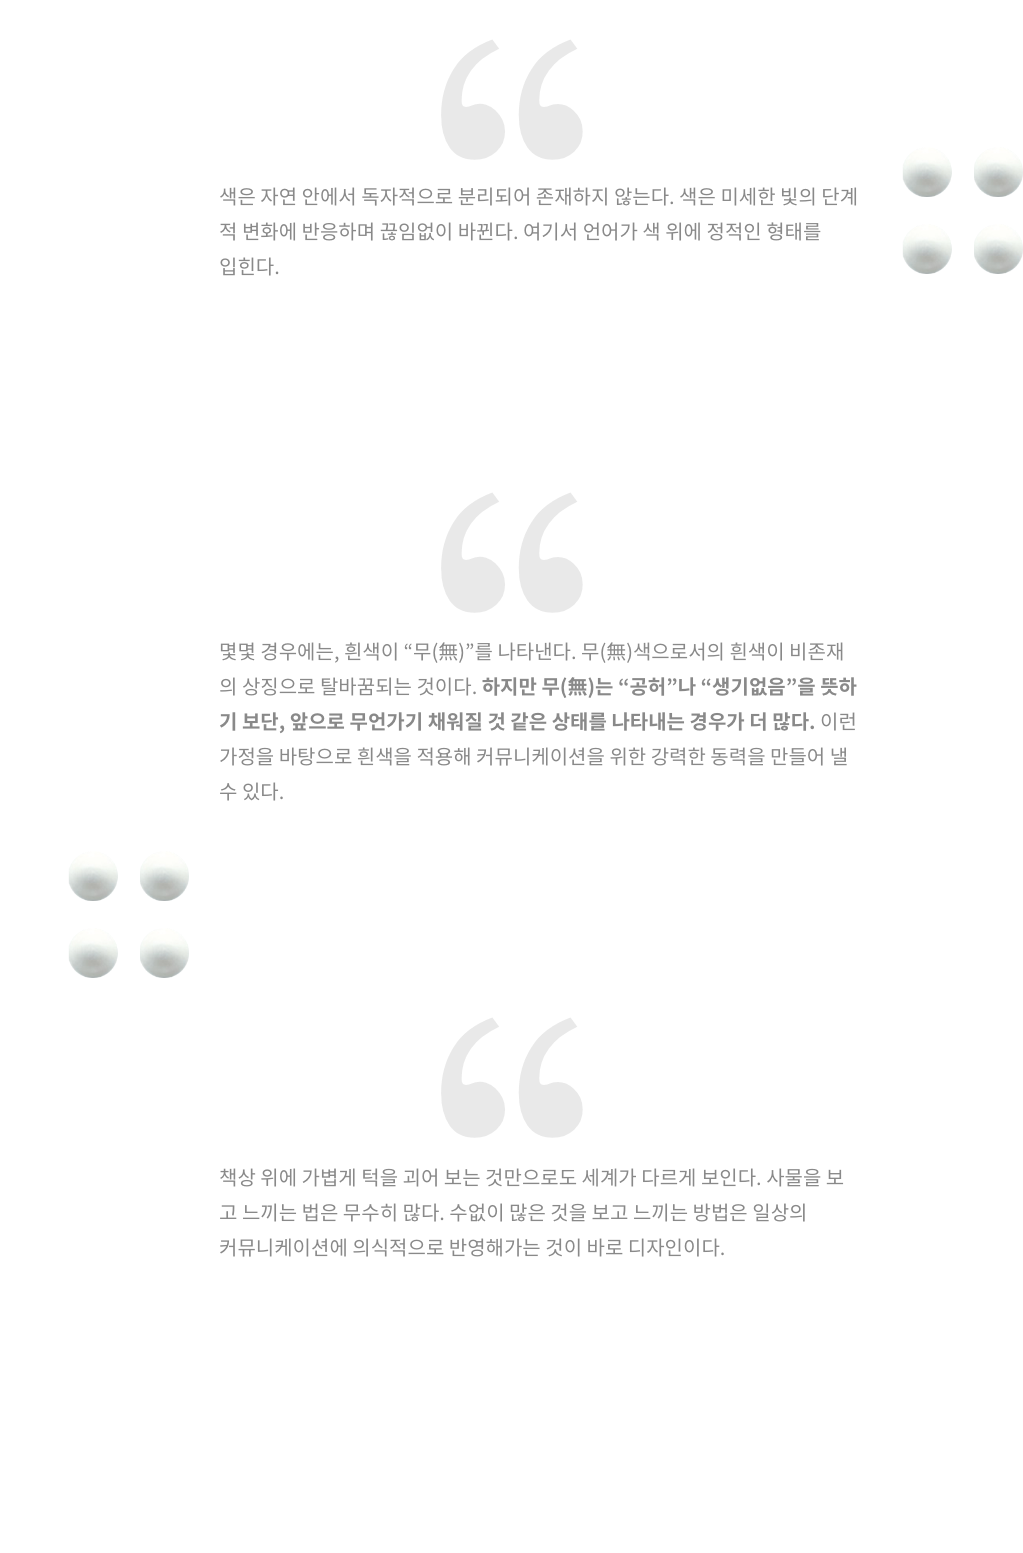 색은 자연 안에서 독자적으로 분리되어 존재하지 않는다. 색은 미세한 빛의 단계
적 변화에 반응하며 끊임없이 바뀐다. 여기서 언어가 색 위에 정적인 형태를
입힌다.
몇몇 경우에는, 흰색이 “무(無)”를 나타낸다. 무(無)색으로서의 흰색이 비존재
의 상징으로 탈바꿈되는 것이다. 하지만 무(無)는 “공허”나 “생기없음”을 뜻하
기 보단, 앞으로 무언가기 채워질 것 같은 상태를 나타내는 경우가 더 많다. 이런
가정을 바탕으로 흰색을 적용해 커뮤니케이션을 위한 강력한 동력을 만들어 낼
수 있다.
책상 위에 가볍게 턱을 괴어 보는 것만으로도 세계가 다르게 보인다. 사물을 보
고 느끼는 법은 무수히 많다. 수없이 많은 것을 보고 느끼는 방법은 일상의
커뮤니케이션에 의식적으로 반영해가는 것이 바로 디자인이다.